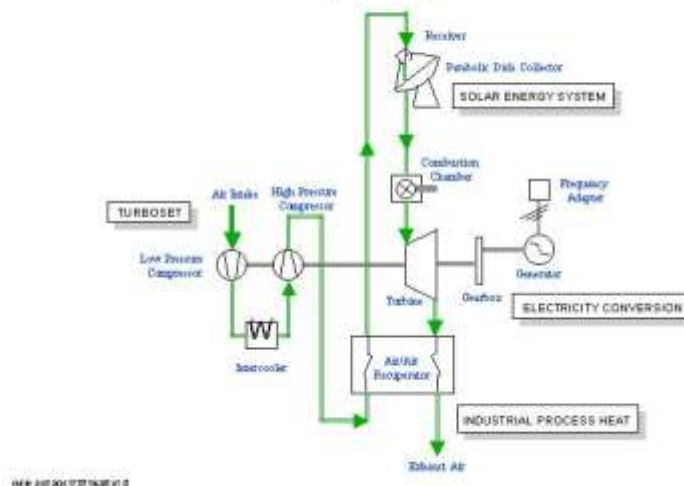 Receiver
Parabolic Dish Collector
SOLAR ENERGY SYSTEM
Combustion
Chamber
Frequency
Adapter
Air Intake
High Pressure
Compressor
TURBOSET
Low Pressure
Compressor
Turbine
Gearbox
Generator
ELECTRICITY CONVERSION
Intercooler
Air/Air
Recuperator
INDUSTRIAL PROCESS HEAT
Exhaust Air